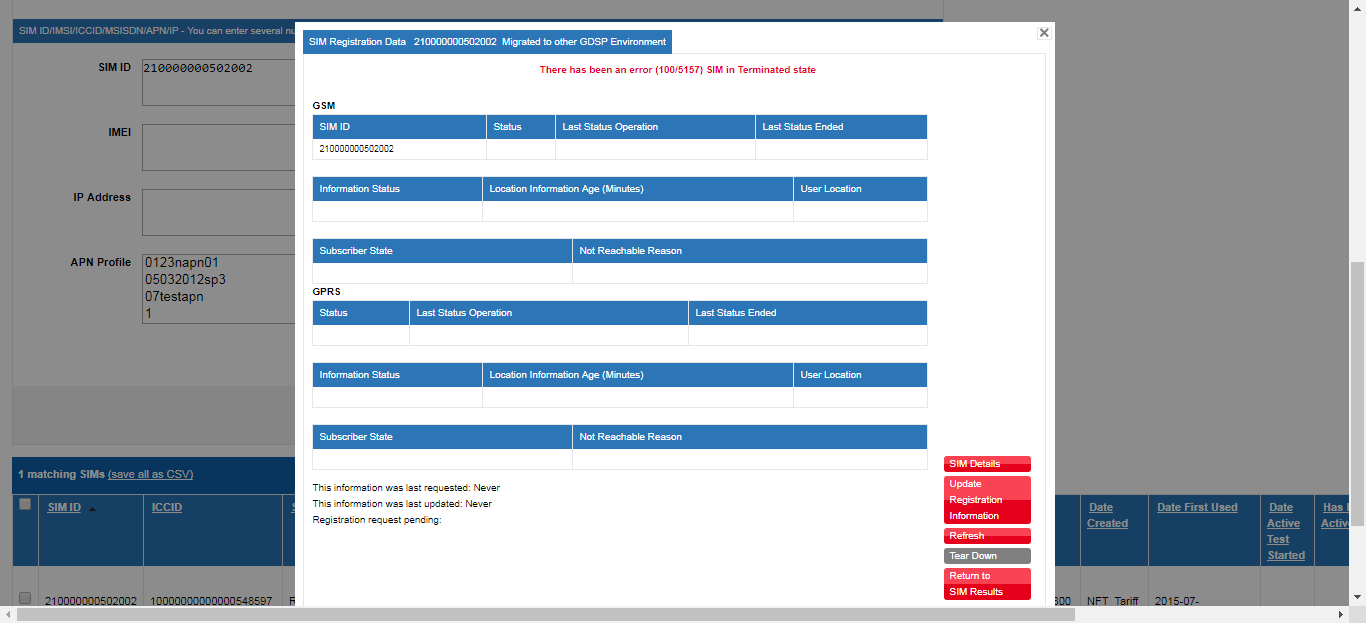 SIM ID/IMSI/ICCID/MSISDN/APN/IP - You can enter several nu
SIM ID
210000000502002
IMEI
IP Address
APN Profile
0123napn01
05032012sp3
07testapn
1
SIM Registration Data 210000000502002 Migrated to other GDSP Environment
There has been an error (100/5157) SIM in Terminated state
GSM
SIM ID Status Last Status Operation Last Status Ended
210000000502002
Information Status Location Information Age (Minutes) User Location
Subscriber State Not Reachable Reason
GPRS
Status Last Status Operation Last Status Ended
Information Status Location Information Age (Minutes) User Location
Subscriber State Not Reachable Reason
This information was last requested: Never
This information was last updated: Never
Registration request pending:
SIM Details
Update
Registration
Information
Refresh
Tear Down
Return to
SIM Results
1 matching SIMs (save all as CSV)
SIM ID ICCID S
Date
Created
Date First Used
Date
Active
Test
Started
Has
Active
210000000502002 10000000000000548597 R
300 NFT_Tariff 2015-07-